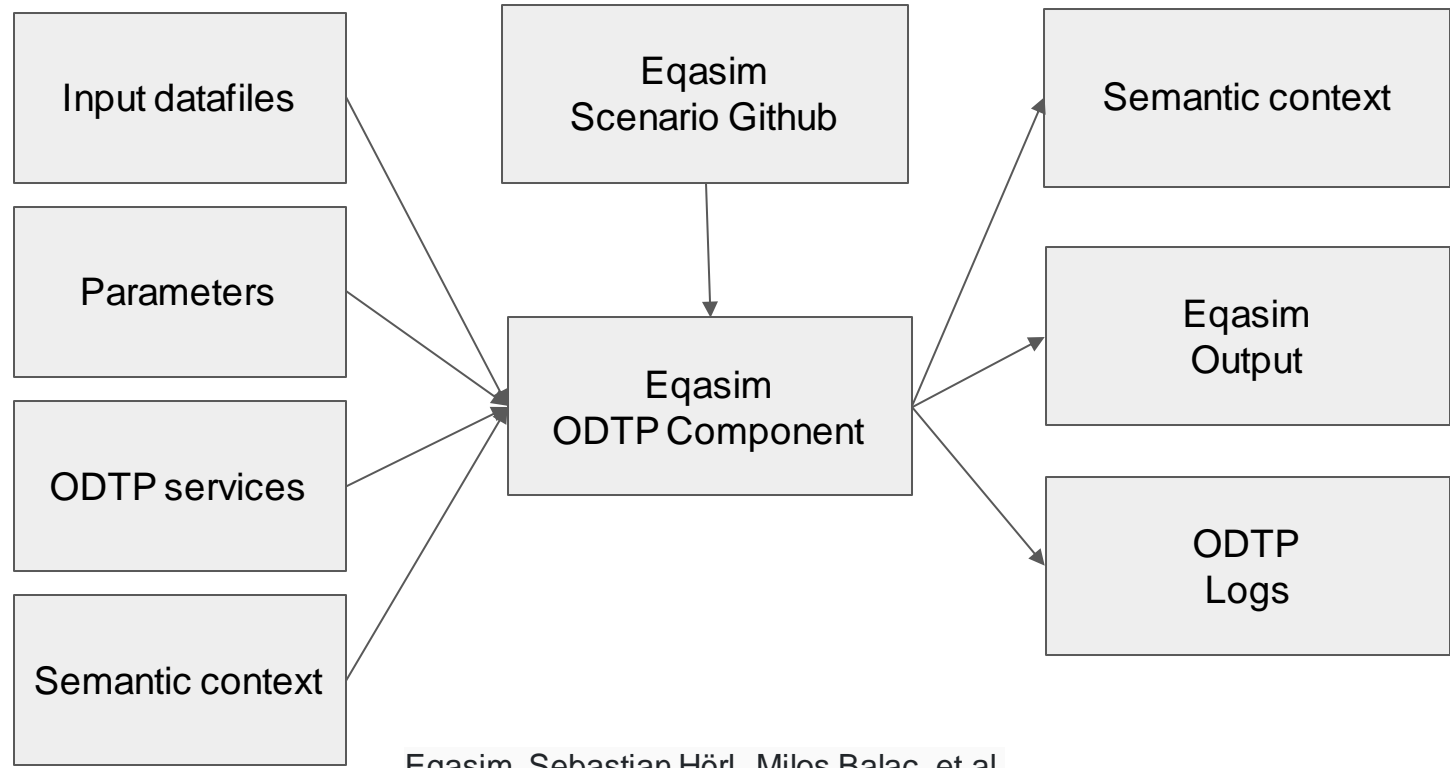 Input datafiles
Parameters
ODTP services
Semantic context
Eqasim
Scenario Github
Eqasim
ODTP Component
Semantic context
Eqasim
Output
ODTP
Logs
Eqasim, Sebastian Hörl, Milos Balac, et al.